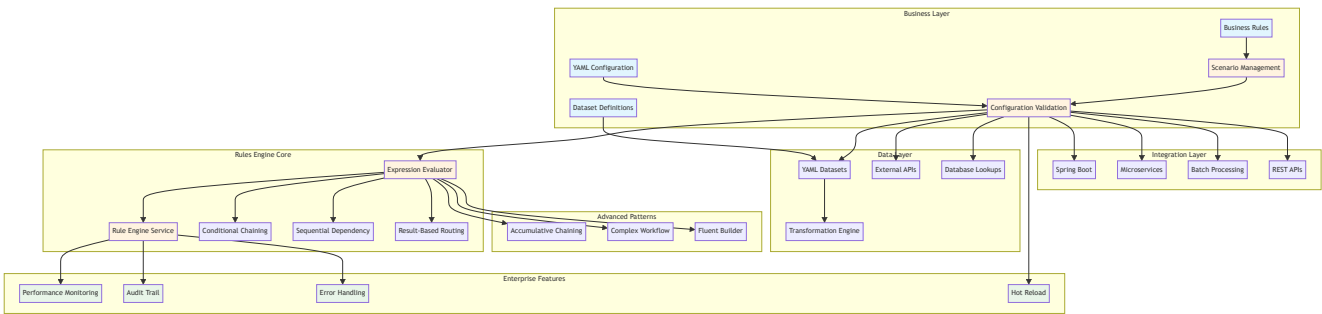 Business Layer
Business Rules
YAML Configuration
Scenario Management
Dataset Definitions
Configuration Validation
Rules Engine Core
Expression Evaluator
Data Layer
YAML Datasets
External APIs
Database Lookups
Integration Layer
Spring Boot
Microservices
Batch Processing
REST APIs
Rule Engine Service
Conditional Chaining
Sequential Dependency
Result-Based Routing
Advanced Patterns
Accumulative Chaining
Complex Workflow
Fluent Builder
Transformation Engine
Enterprise Features
Performance Monitoring
Audit Trail
Error Handling
Hot Reload